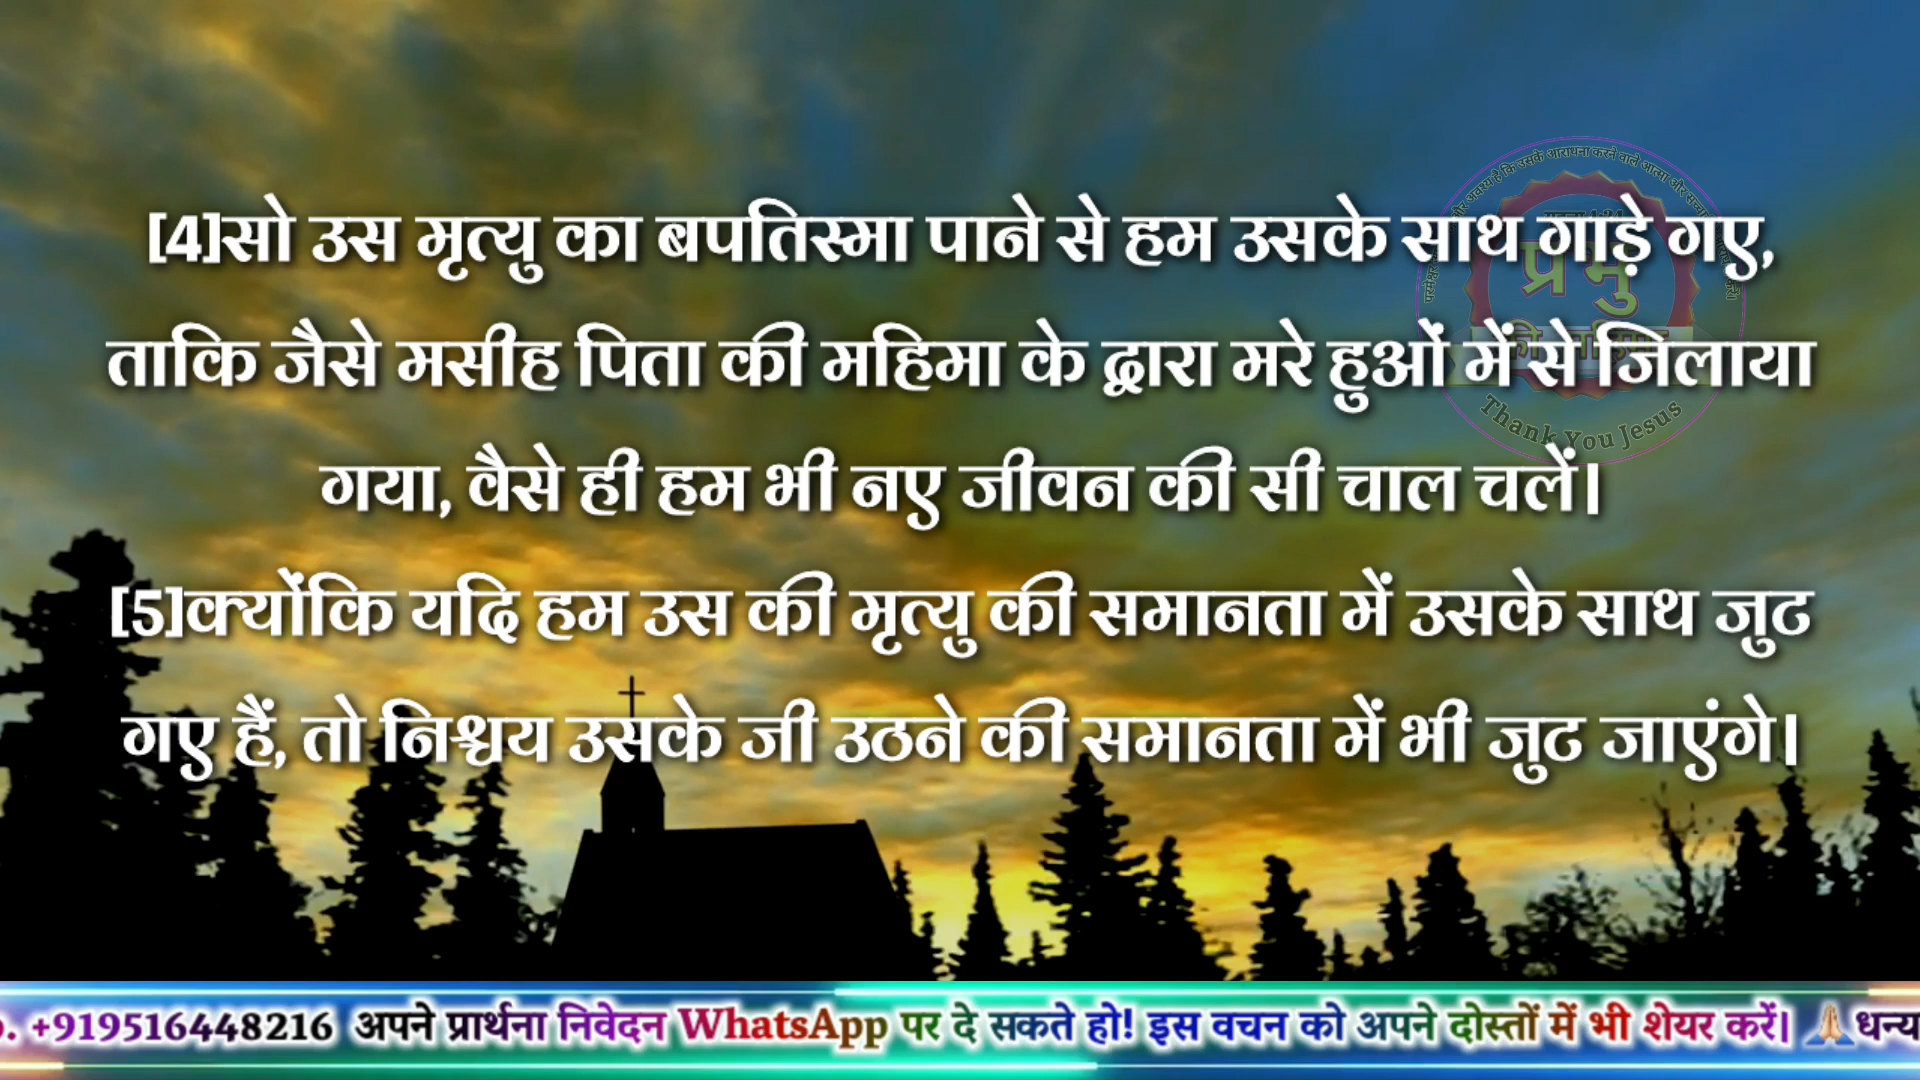 [4]सो उस मृत्यु का बपतिस्मा पाने से हम उसके साथ गाड़े गए,
ताकि जैसे मसीह पिता की महिमा के द्वारा मरे हुओं में से जिलाया
गया, वैसे ही हम भी नए जीवन की सी चाल चलें।
[5]क्योंकि यदि हम उस की मृत्यु की समानता में उसके साथ जुट
गए हैं, तो निश्चय उसके जी उठने की समानता में भी जुट जाएंगे।
प्रभु
Thank You Jesus
+919516448216 अपने प्रार्थना निवेदन WhatsApp पर दे सकते हो! इस वचन को अपने दोस्तों में भी शेयर करें। 🙏🏻धन्य